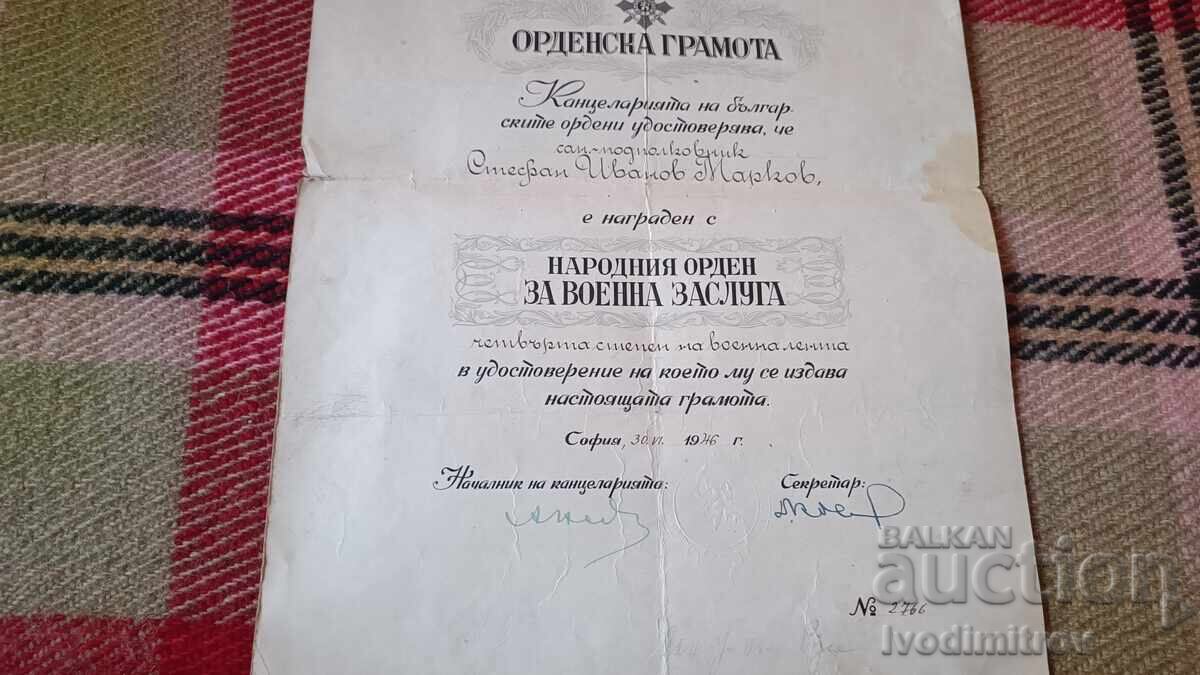 ОРДЕНСКА ГРАМОТА
Канцеларията на българ-
ските ордени удостоверява, че
сан.-подполковник
Стефан Иванов Марков,
е награден с
НАРОДНИЯ ОРДЕН
ЗА ВОЕННА ЗАСЛУГА
четвърта степен на военна лента
в удостоверение на което му се издава
настоящата грамота.
София, 30.VI. 1946 г.
Началник на канцеларията: Секретар:
№ 2766
BALKAN
auction
Ivodimitrov